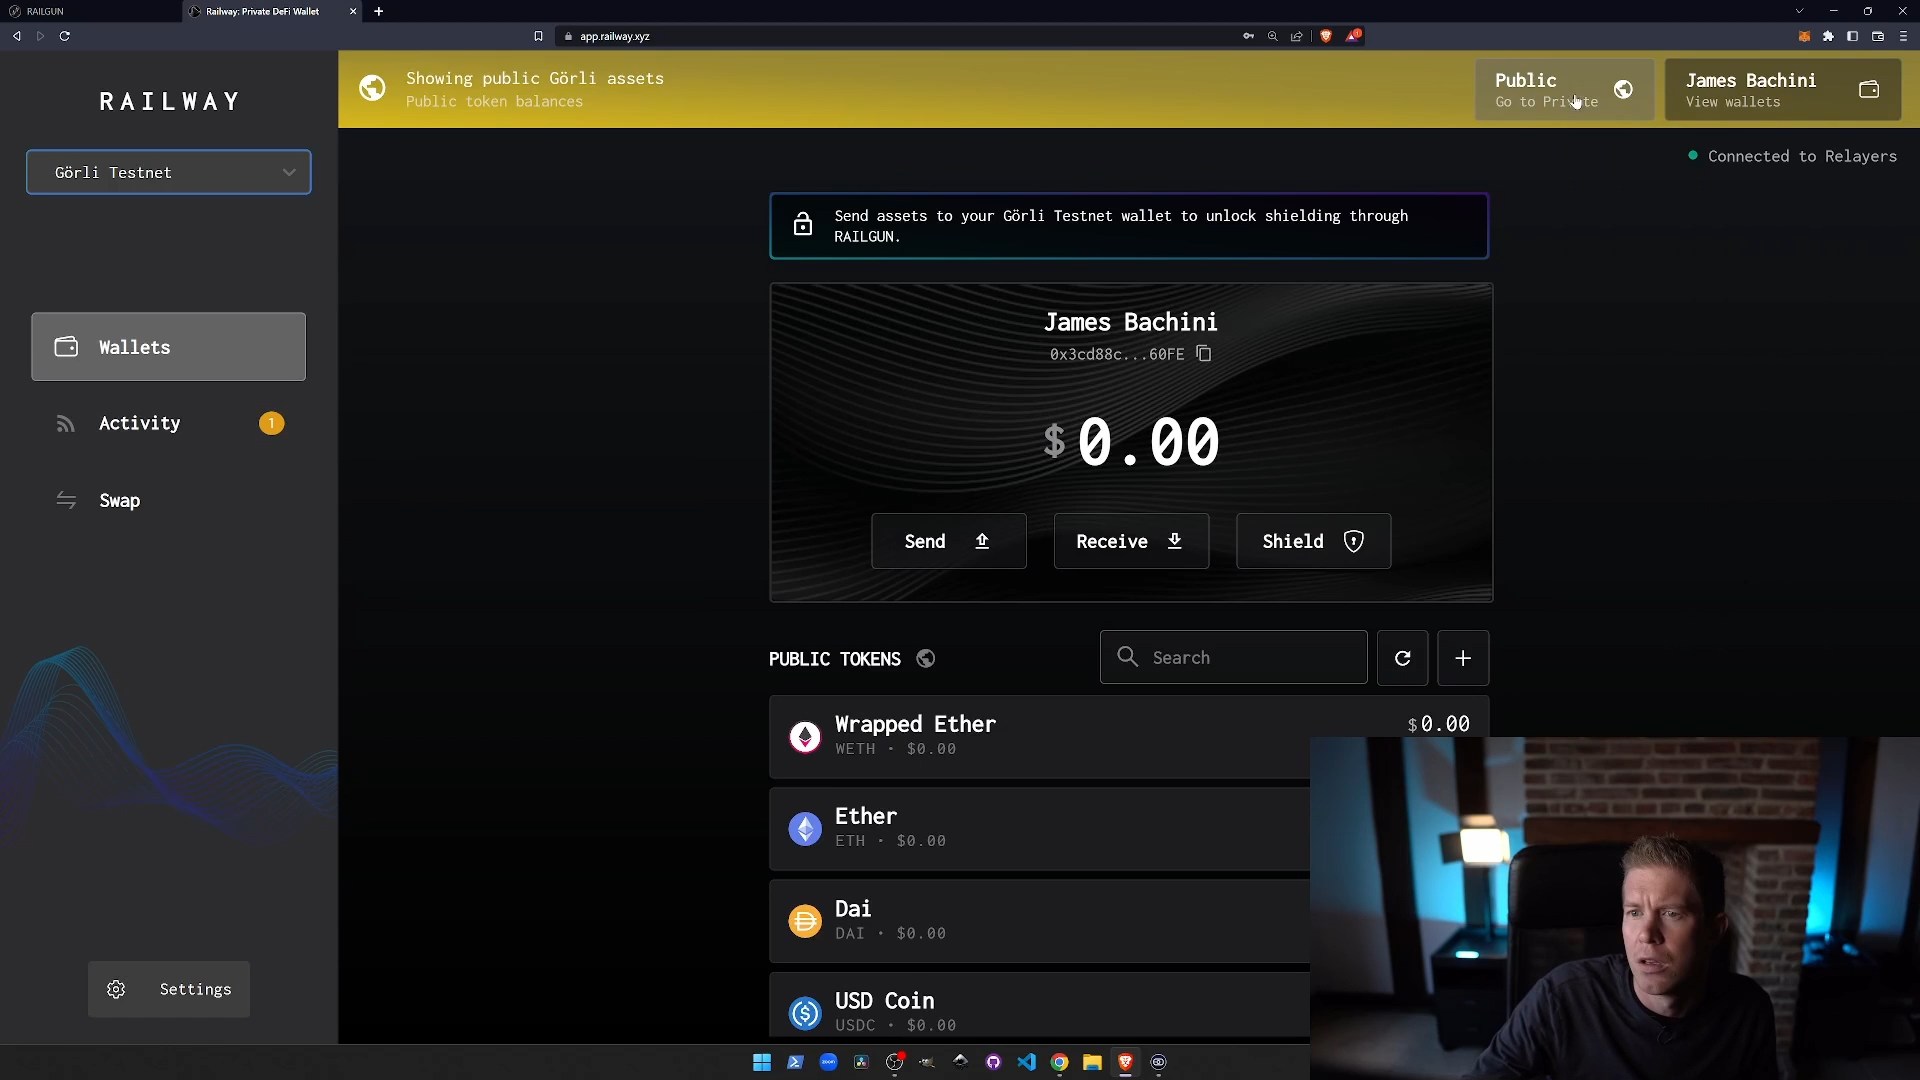 RAILGUN
Railway: Private DeFi Wallet
app.railway.xyz
RAILWAY
Görli Testnet
Wallets
Activity
1
Swap
Settings
Showing public Görli assets
Public token balances
Public
Go to Private
James Bachini
View wallets
Connected to Relayers
Send assets to your Görli Testnet wallet to unlock shielding through
RAILGUN.
James Bachini
0x3cd88c...60FE
$0.00
Send
Receive
Shield
PUBLIC TOKENS
Search
Wrapped Ether
$0.00
WETH • $0.00
Ether
ETH • $0.00
Dai
DAI • $0.00
USD Coin
USDC • $0.00
zoom